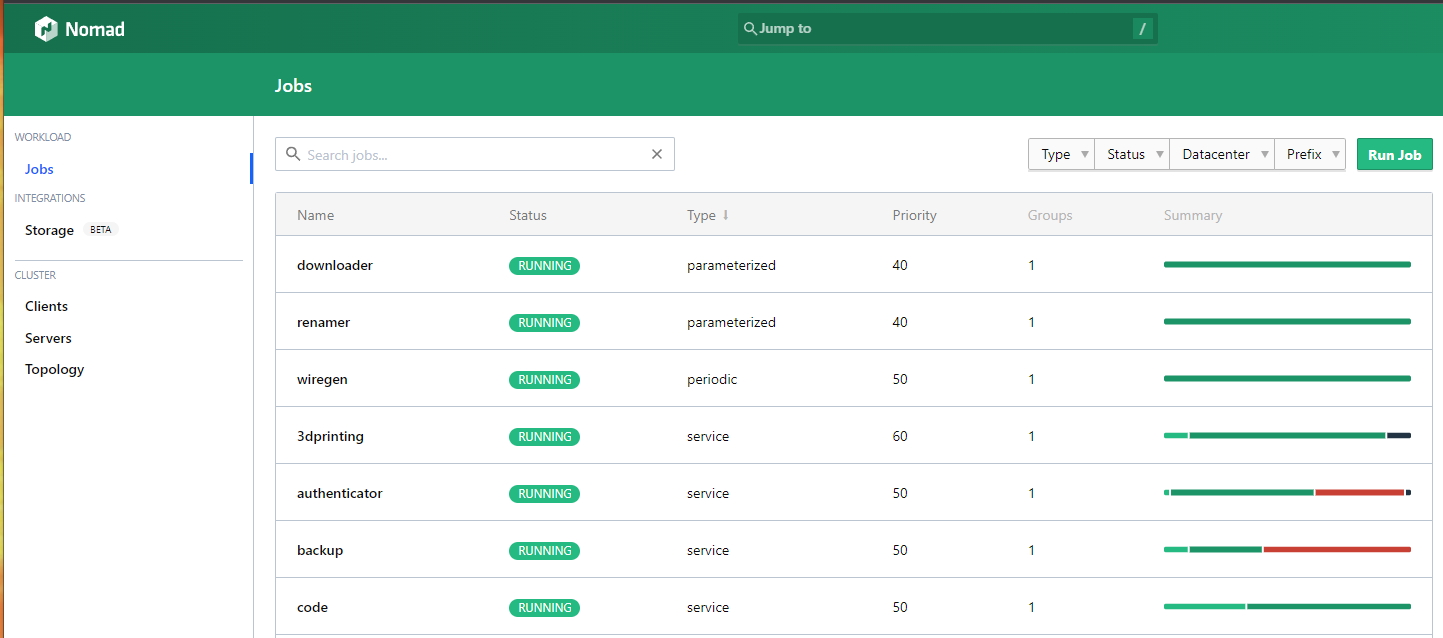 Nomad
Jump to /
Jobs
WORKLOAD
Jobs
INTEGRATIONS
Storage BETA
CLUSTER
Clients
Servers
Topology
Search jobs...
Type Status Datacenter Prefix Run Job
Name Status Type Priority Groups Summary
downloader RUNNING parameterized 40 1
renamer RUNNING parameterized 40 1
wiregen RUNNING periodic 50 1
3dprinting RUNNING service 60 1
authenticator RUNNING service 50 1
backup RUNNING service 50 1
code RUNNING service 50 1